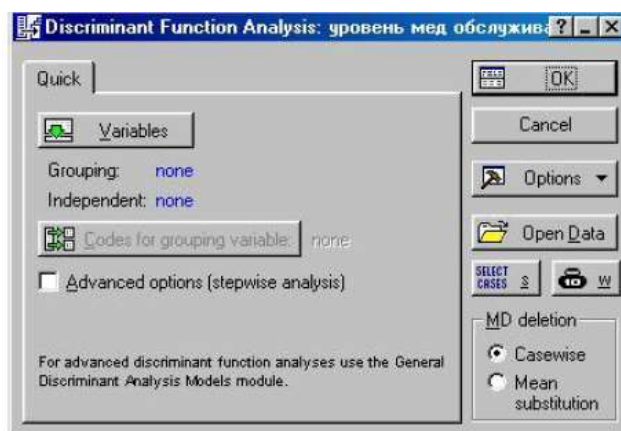 Discriminant Function Analysis: уровень мед обслужива
Quick
Variables
Grouping: none
Independent: none
Codes for grouping variable: none
Advanced options (stepwise analysis)
For advanced discriminant function analyses use the General
Discriminant Analysis Models module.
OK
Cancel
Options
Open Data
SELECT
CASES S
W
MD deletion
Casewise
Mean
substitution